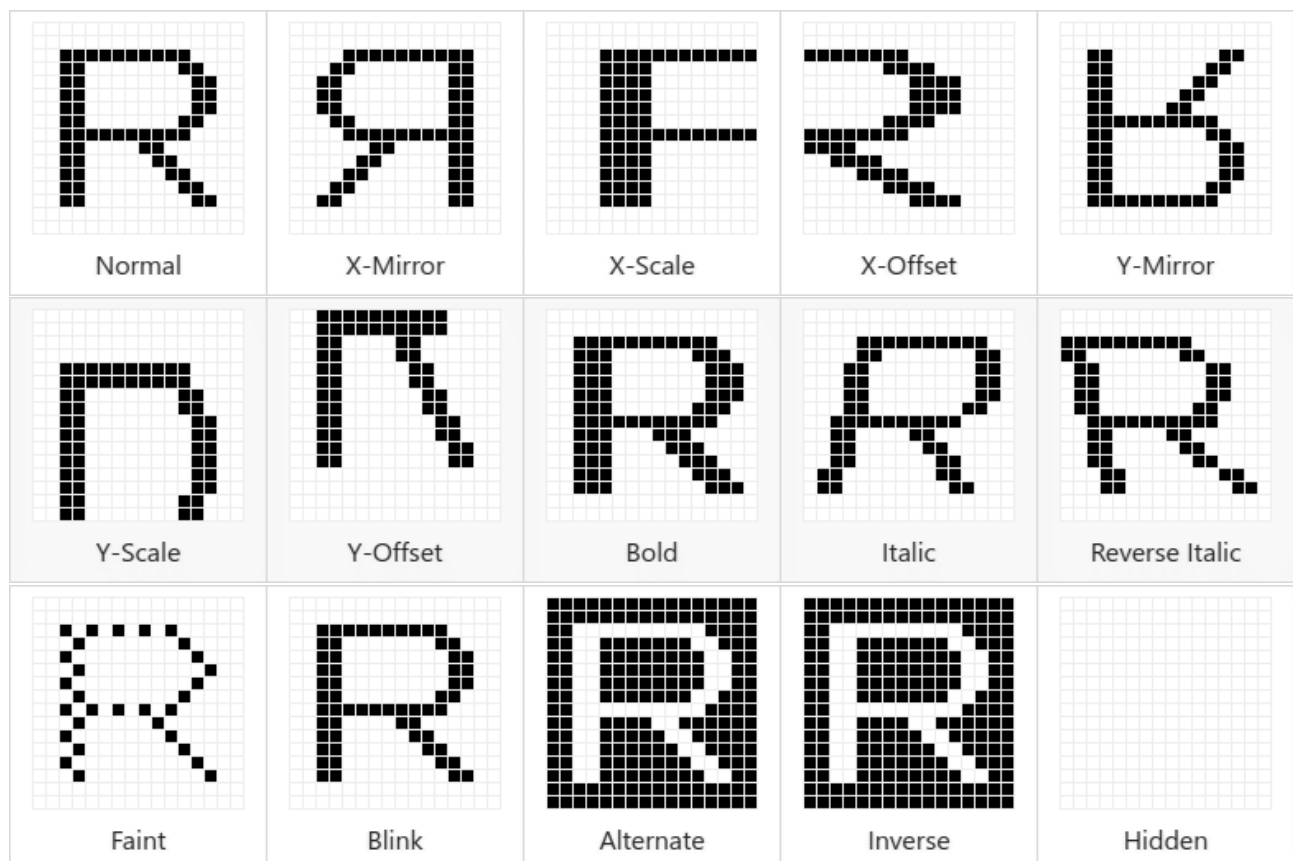 R
Я
F
Normal
X-Mirror
X-Scale
X-Offset
Y-Mirror
R
R
R
Y-Scale
Y-Offset
Bold
Italic
Reverse Italic
R
R
R
R
Faint
Blink
Alternate
Inverse
Hidden